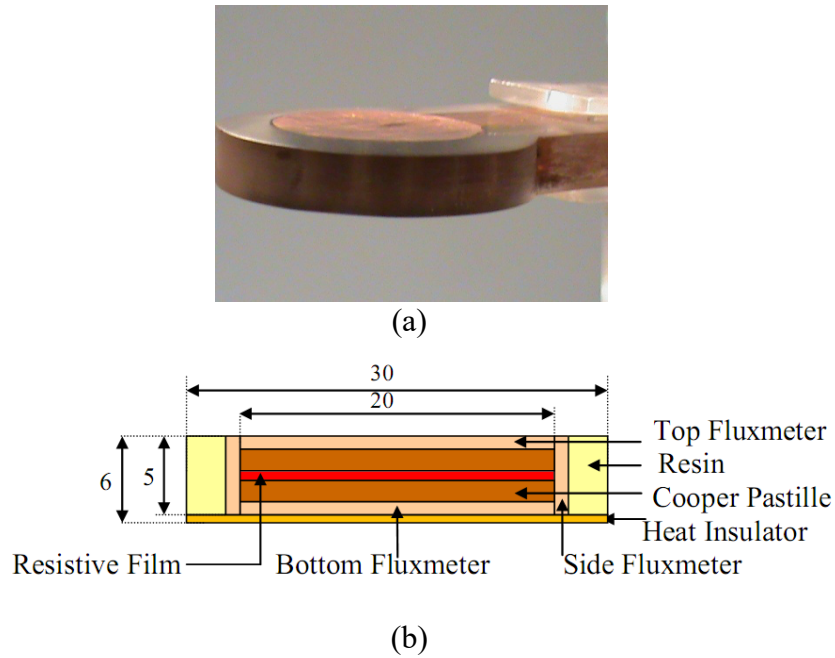 (a)
30
20
6
5
Top Fluxmeter
Resin
Cooper Pastille
Heat Insulator
Resistive Film
Bottom Fluxmeter
Side Fluxmeter
(b)